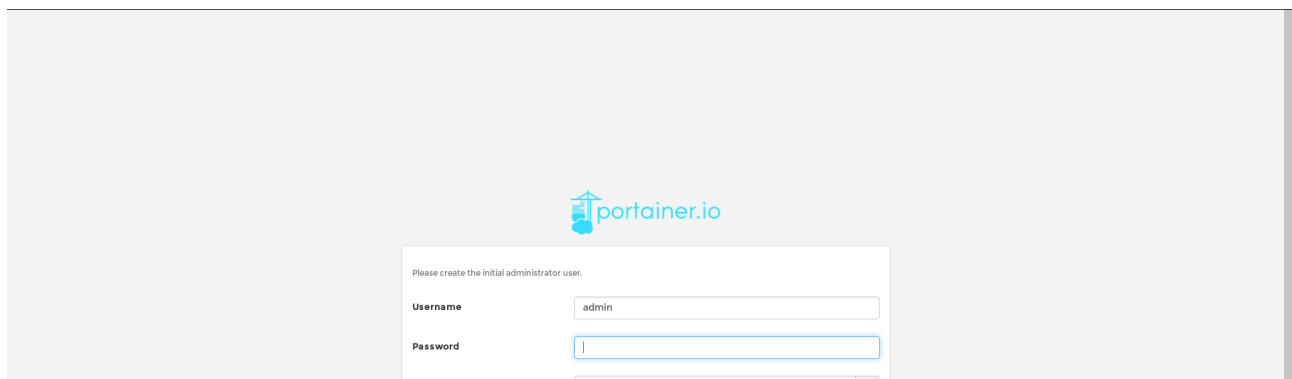 portainer.io
Please create the initial administrator user.
Username
admin
Password